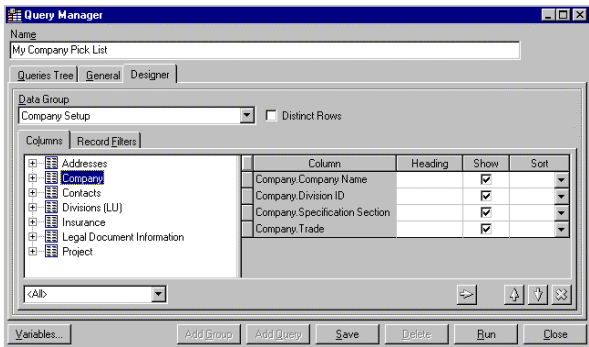 Query Manager
Name
My Company Pick List
Queries Tree General Designer
Data Group
Company Setup Distinct Rows
Columns Record Filters
Addresses
Company
Contacts
Divisions (LU)
Insurance
Legal Document Information
Project
Column Heading Show Sort
Company.Company Name
Company.Division ID
Company.Specification Section
Company.Trade
<All>
Variables... Add Group Add Query Save Delete Run Close